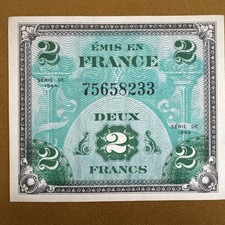 ÉMIS EN
2 FRANCE 2
SÉRIE DE
1944
75658233
DEUX
SÉRIE DE
1944
2
2 FRANCS 2